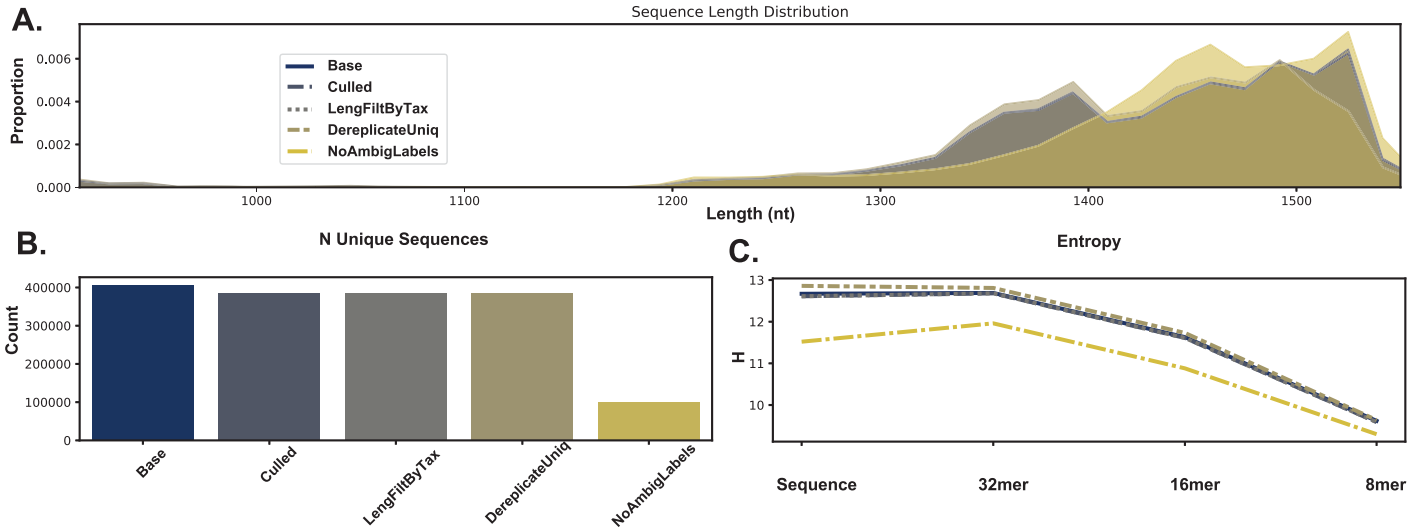 A.
Sequence Length Distribution
Proportion
0.006
0.004
0.002
0.000
Base
Culled
LengFiltByTax
DereplicateUniq
NoAmbigLabels
1000 1100 1200 1300 1400 1500
Length (nt)
B.
N Unique Sequences
Count
400000
300000
200000
100000
0
Base Culled LengFiltByTax DereplicateUniq NoAmbigLabels
C.
Entropy
H
13
12
11
10
Sequence 32mer 16mer 8mer